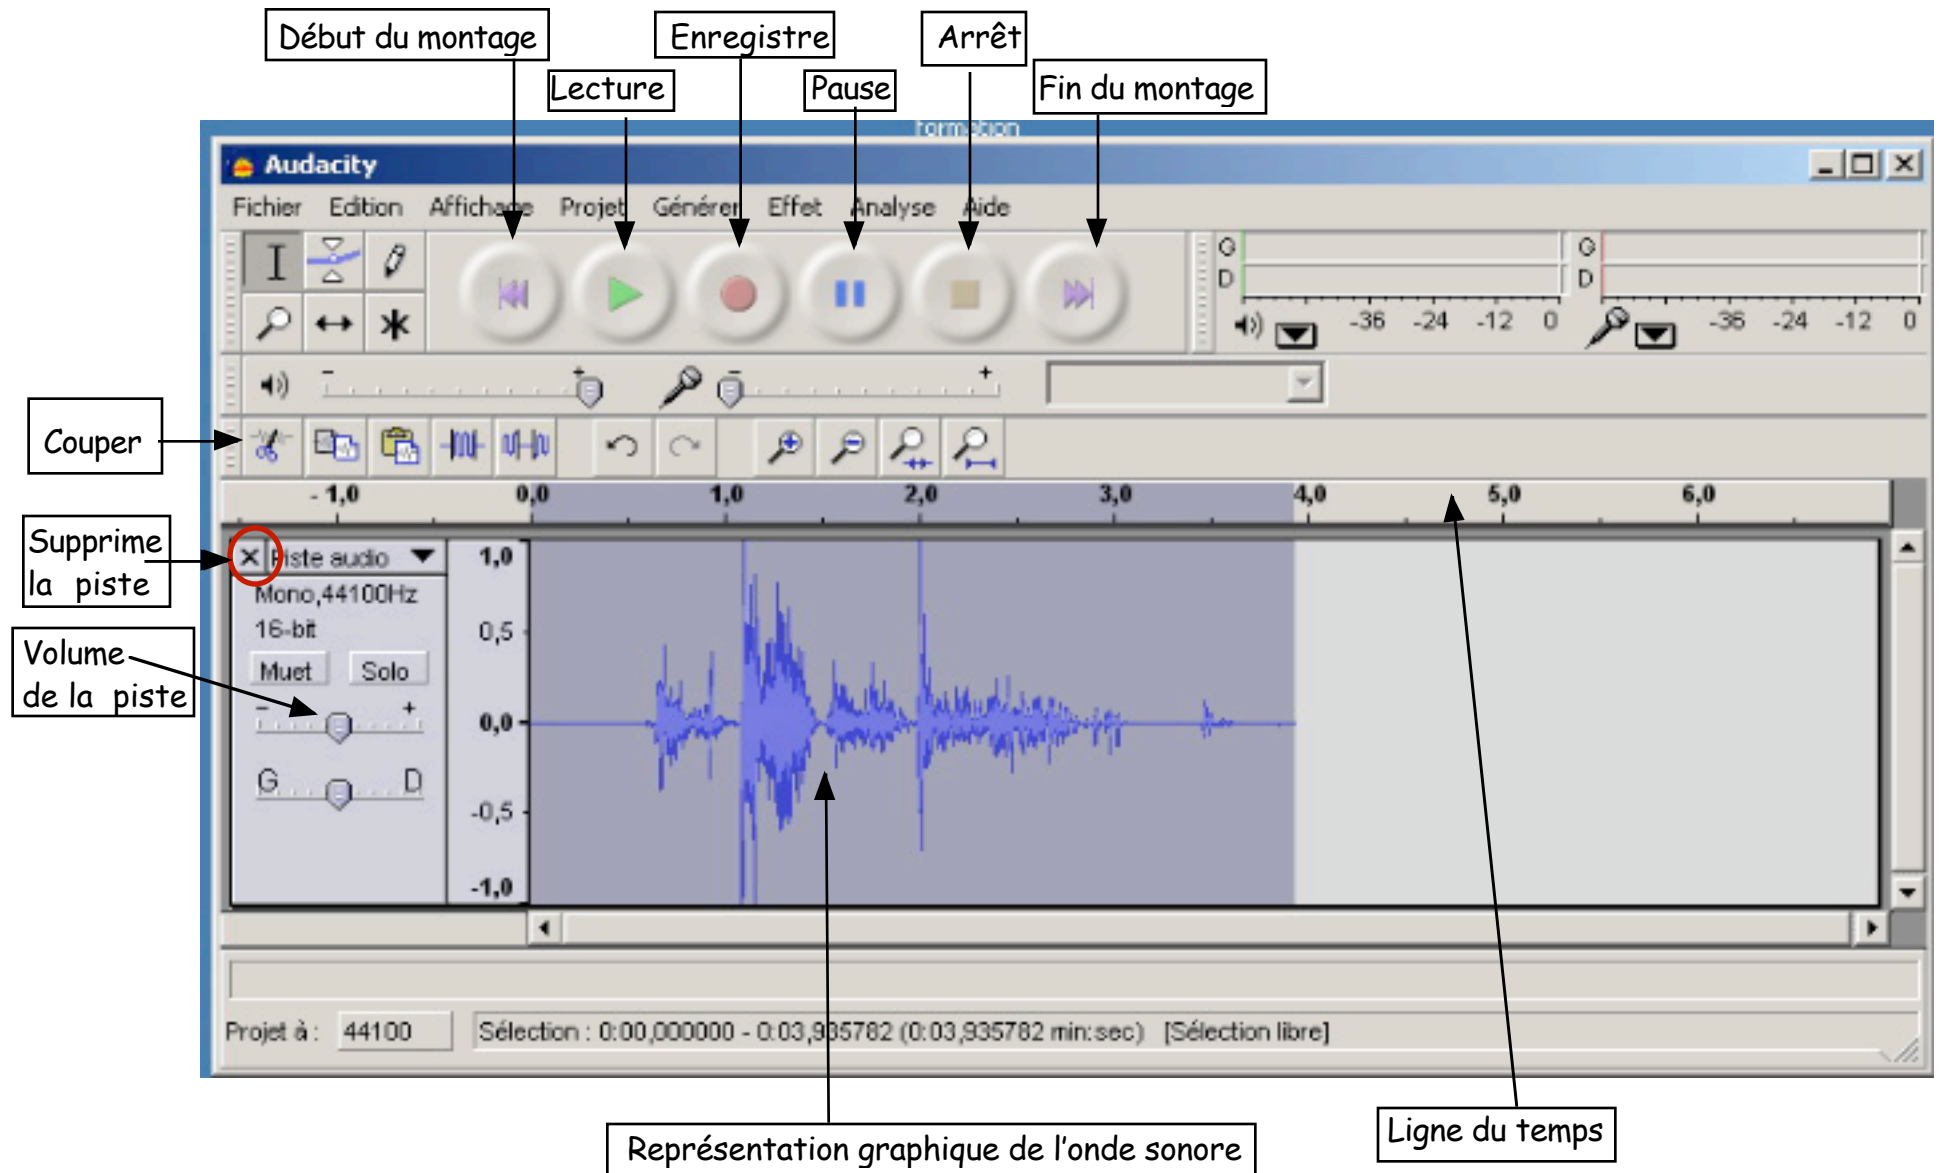 Début du montage
Enregistre
Arrêt
Lecture
Pause
Fin du montage
formation
Audacity
Fichier Edition Affichage Projet Générer Effet Analyse Aide
G
D
-36 -24 -12 0
G
D
-36 -24 -12 0
- +
- +
Couper
- 1,0 0,0 1,0 2,0 3,0 4,0 5,0 6,0
Supprime
la piste
Piste audio
Mono,44100Hz
16-bit
Muet Solo
- +
G D
Volume
de la piste
1,0
0,5
0,0
-0,5
-1,0
Projet à : 44100 Sélection : 0:00,000000 - 0:03,935782 (0:03,935782 min:sec) [Sélection libre]
Représentation graphique de l'onde sonore
Ligne du temps